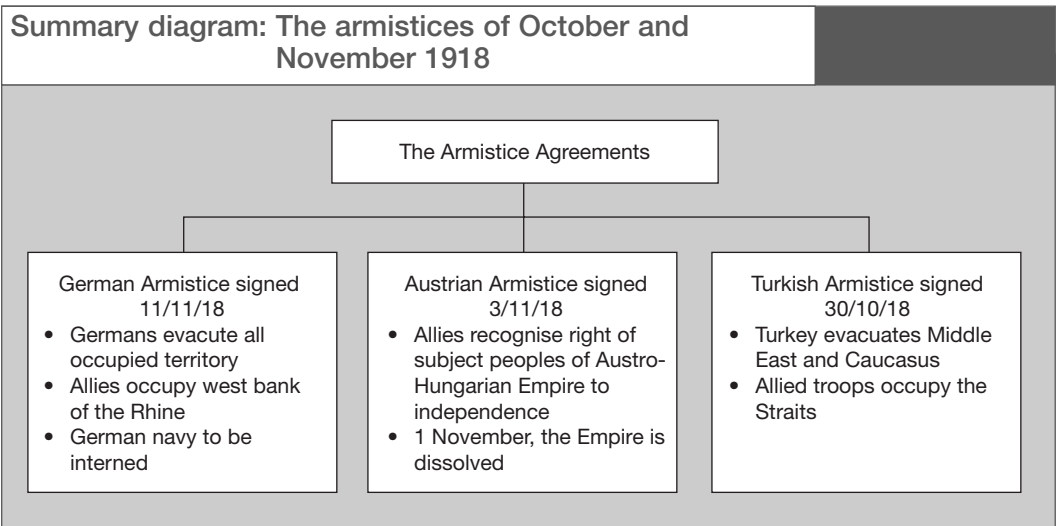 Summary diagram: The armistices of October and
November 1918
The Armistice Agreements
German Armistice signed
11/11/18
• Germans evacute all
occupied territory
• Allies occupy west bank
of the Rhine
• German navy to be
interned
Austrian Armistice signed
3/11/18
• Allies recognise right of
subject peoples of Austro-
Hungarian Empire to
independence
• 1 November, the Empire is
dissolved
Turkish Armistice signed
30/10/18
• Turkey evacuates Middle
East and Caucasus
• Allied troops occupy the
Straits